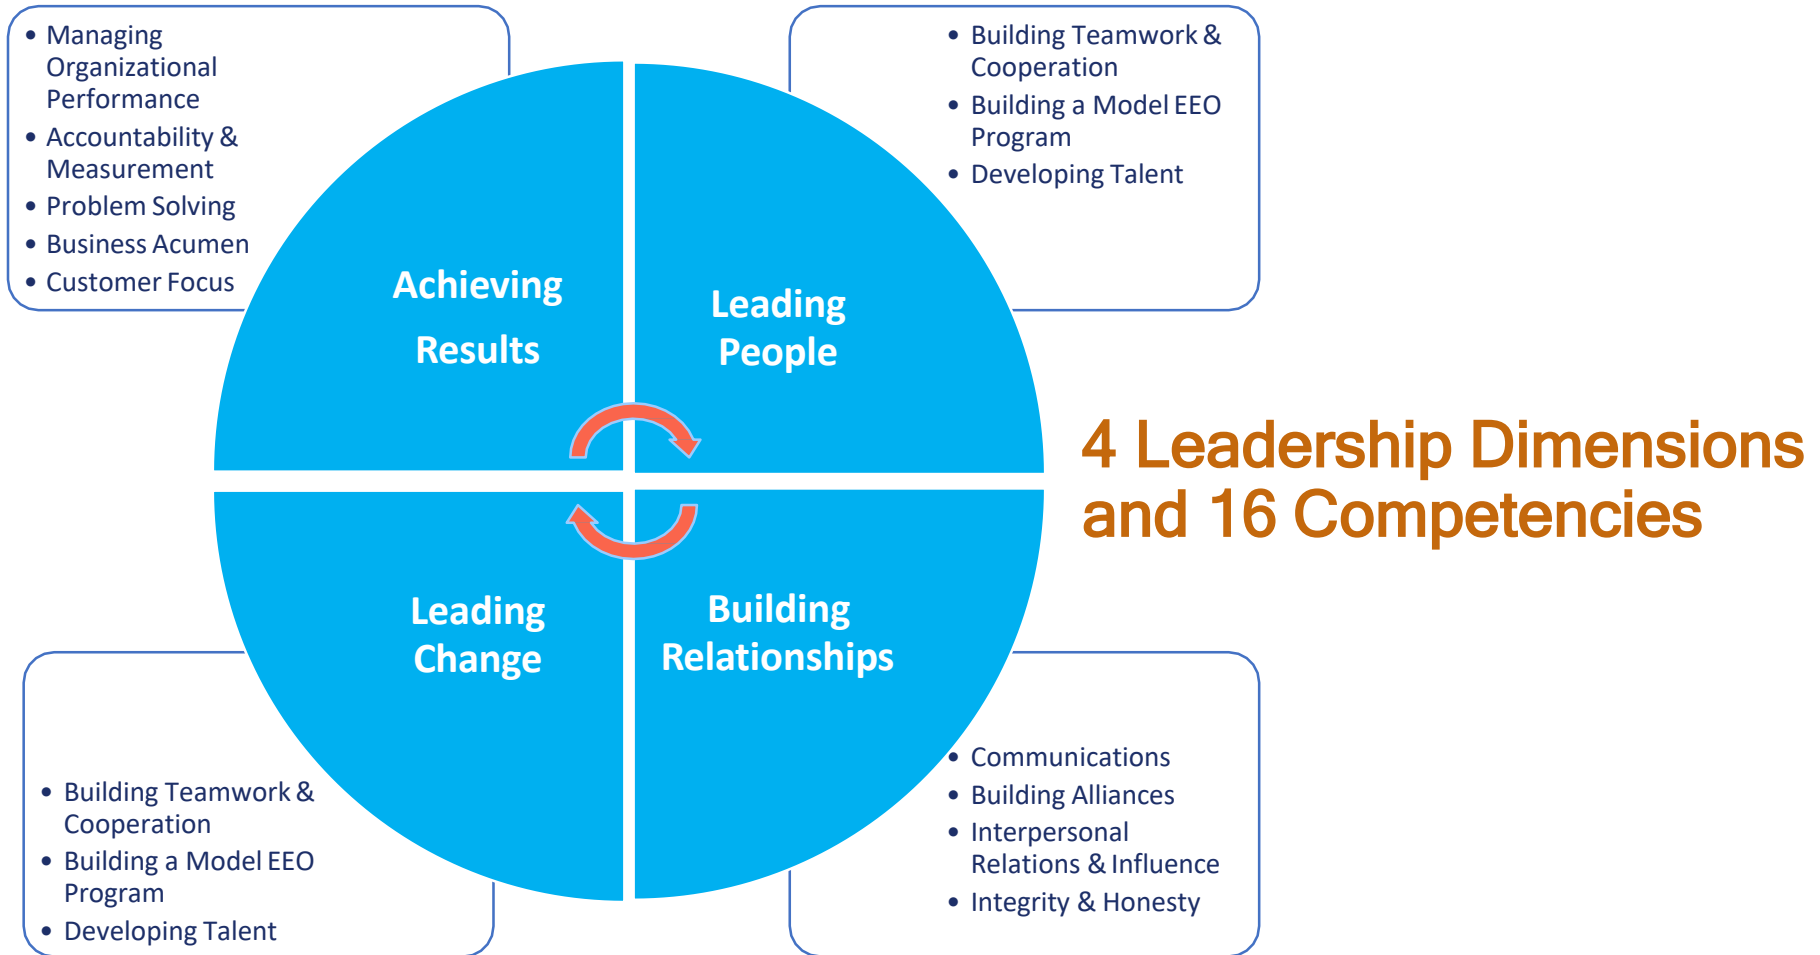 • Managing
Organizational
Performance
• Accountability &
Measurement
• Problem Solving
• Business Acumen
• Customer Focus
• Building Teamwork &
Cooperation
• Building a Model EEO
Program
• Developing Talent
Achieving
Results
Leading
People
4 Leadership Dimensions
and 16 Competencies
Leading
Change
Building
Relationships
• Building Teamwork &
Cooperation
• Building a Model EEO
Program
• Developing Talent
• Communications
• Building Alliances
• Interpersonal
Relations & Influence
• Integrity & Honesty